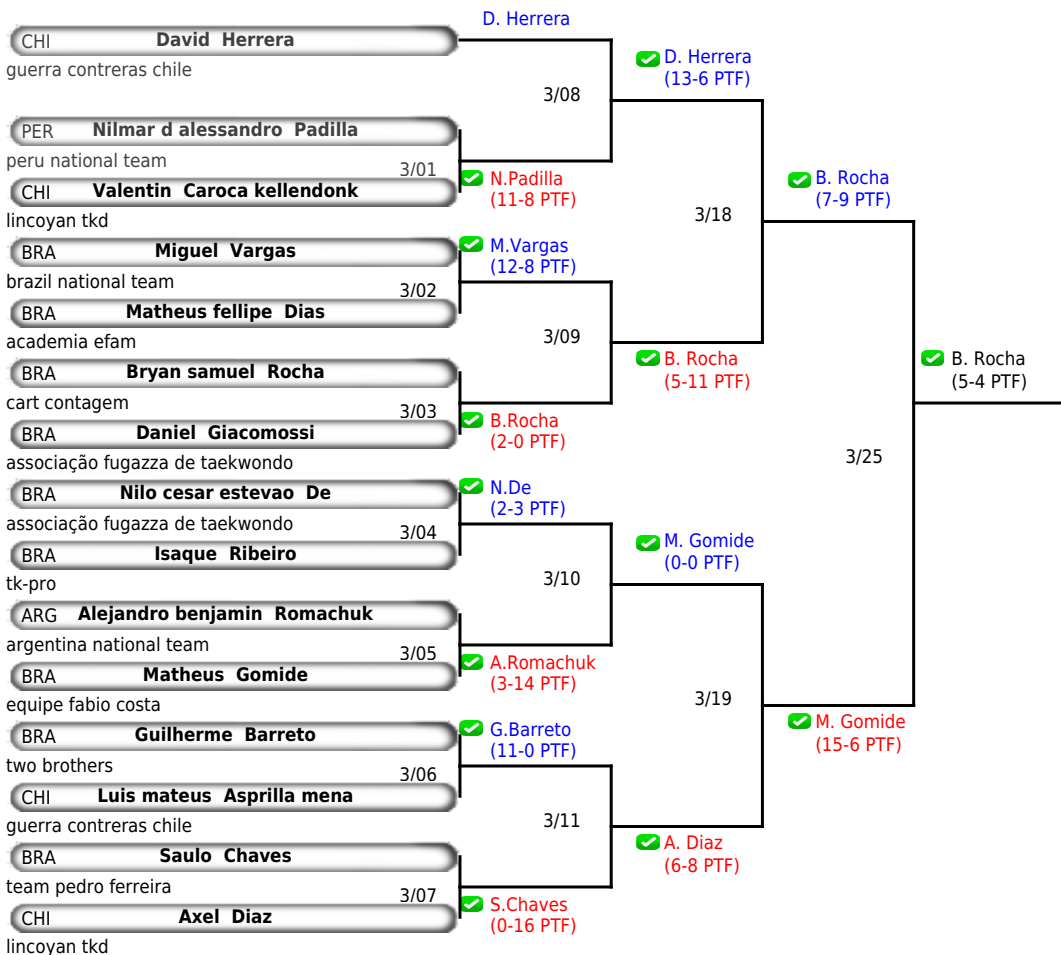 D. Herrera
CHI David Herrera
guerra contreras chile
D. Herrera
(13-6 PTF)
3/08
PER Nilmar d alessandro Padilla
peru national team
3/01
N.Padilla
(11-8 PTF)
CHI Valentin Caroca kellendonk
lincoyan tkd
B. Rocha
(7-9 PTF)
3/18
BRA Miguel Vargas
brazil national team
M.Vargas
(12-8 PTF)
3/02
BRA Matheus fellipe Dias
academia efam
3/09
B. Rocha
(5-11 PTF)
BRA Bryan samuel Rocha
cart contagem
3/03
B.Rocha
(2-0 PTF)
BRA Daniel Giacomossi
associação fugazza de taekwondo
B. Rocha
(5-4 PTF)
3/25
BRA Nilo cesar estevao De
associação fugazza de taekwondo
N.De
(2-3 PTF)
3/04
BRA Isaque Ribeiro
tk-pro
M. Gomide
(0-0 PTF)
3/10
ARG Alejandro benjamin Romachuk
argentina national team
3/05
A.Romachuk
(3-14 PTF)
BRA Matheus Gomide
equipe fabio costa
3/19
M. Gomide
(15-6 PTF)
BRA Guilherme Barreto
two brothers
G.Barreto
(11-0 PTF)
3/06
CHI Luis mateus Asprilla mena
guerra contreras chile
3/11
A. Diaz
(6-8 PTF)
BRA Saulo Chaves
team pedro ferreira
3/07
S.Chaves
(0-16 PTF)
CHI Axel Diaz
lincoyan tkd